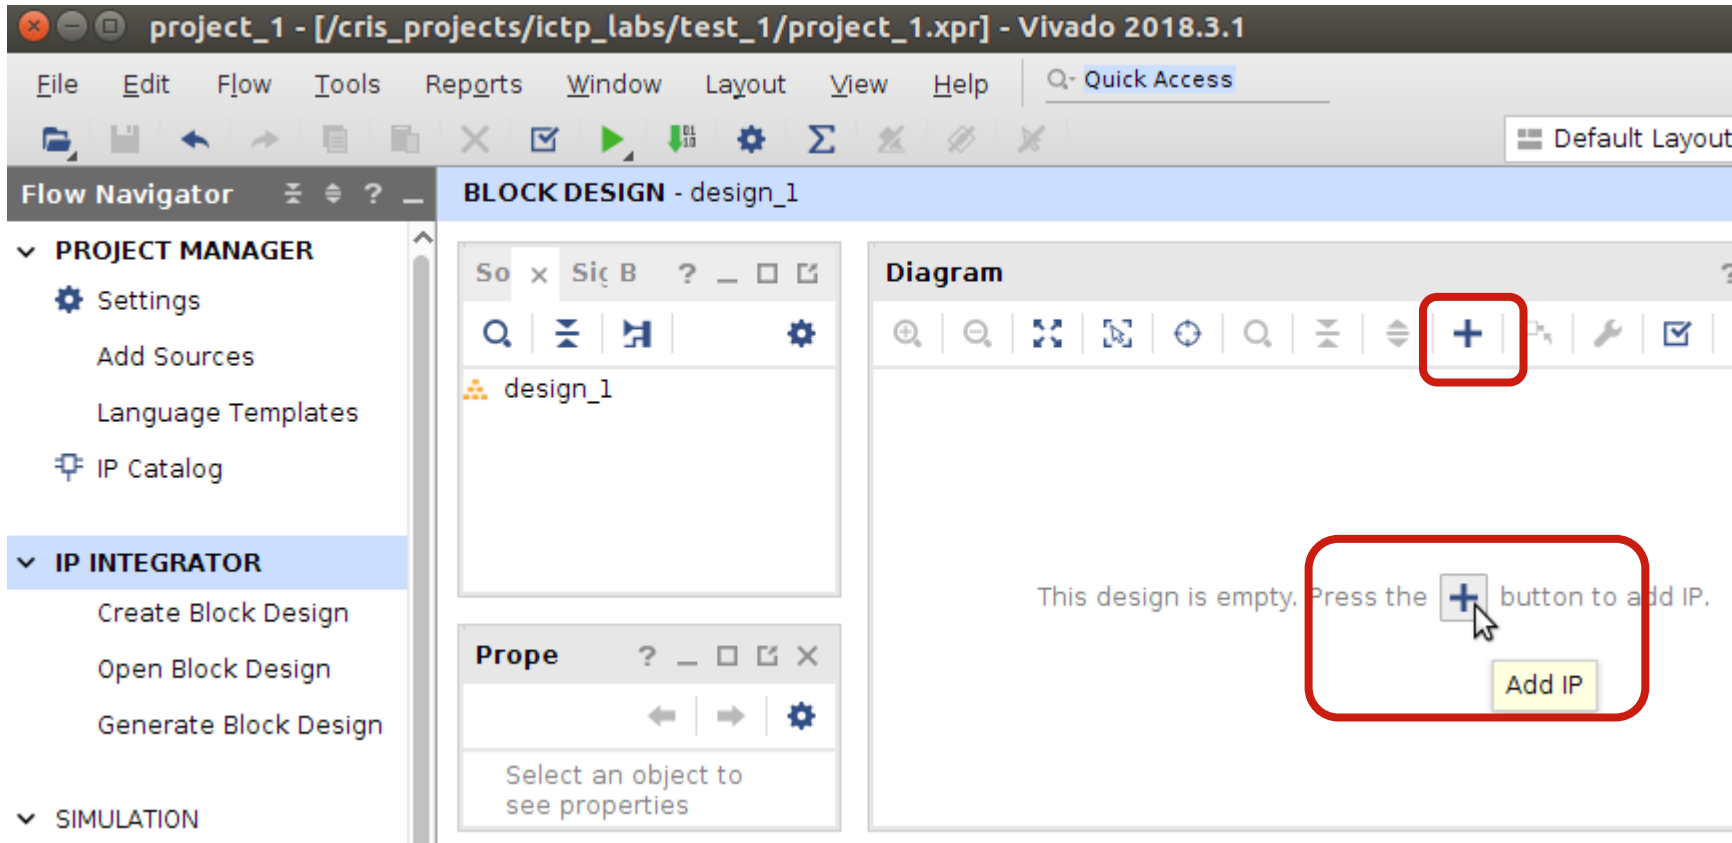 project_1 - [/cris_projects/ictp_labs/test_1/project_1.xpr] - Vivado 2018.3.1
File Edit Flow Tools Reports Window Layout View Help Quick Access
Default Layout
Flow Navigator ? BLOCK DESIGN - design_1
PROJECT MANAGER
Settings
Add Sources
Language Templates
IP Catalog
IP INTEGRATOR
Create Block Design
Open Block Design
Generate Block Design
SIMULATION
So Sig B ?
design_1
Prope ?
Select an object to
see properties
Diagram ?
This design is empty. Press the button to add IP.
Add IP